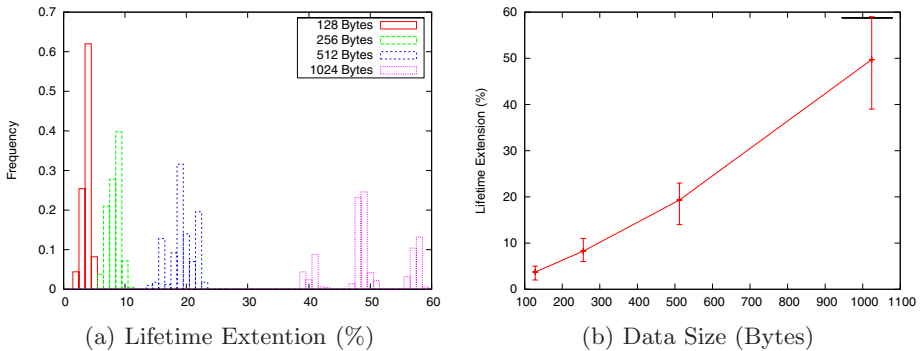 0.7
0.6
0.5
0.4
0.3
0.2
0.1
0
Frequency
0 10 20 30 40 50 60
128 Bytes
256 Bytes
512 Bytes
1024 Bytes
(a) Lifetime Extention (%)
60
50
40
30
20
10
0
Lifetime Extension (%)
100 200 300 400 500 600 700 800 900 1000 1100
(b) Data Size (Bytes)